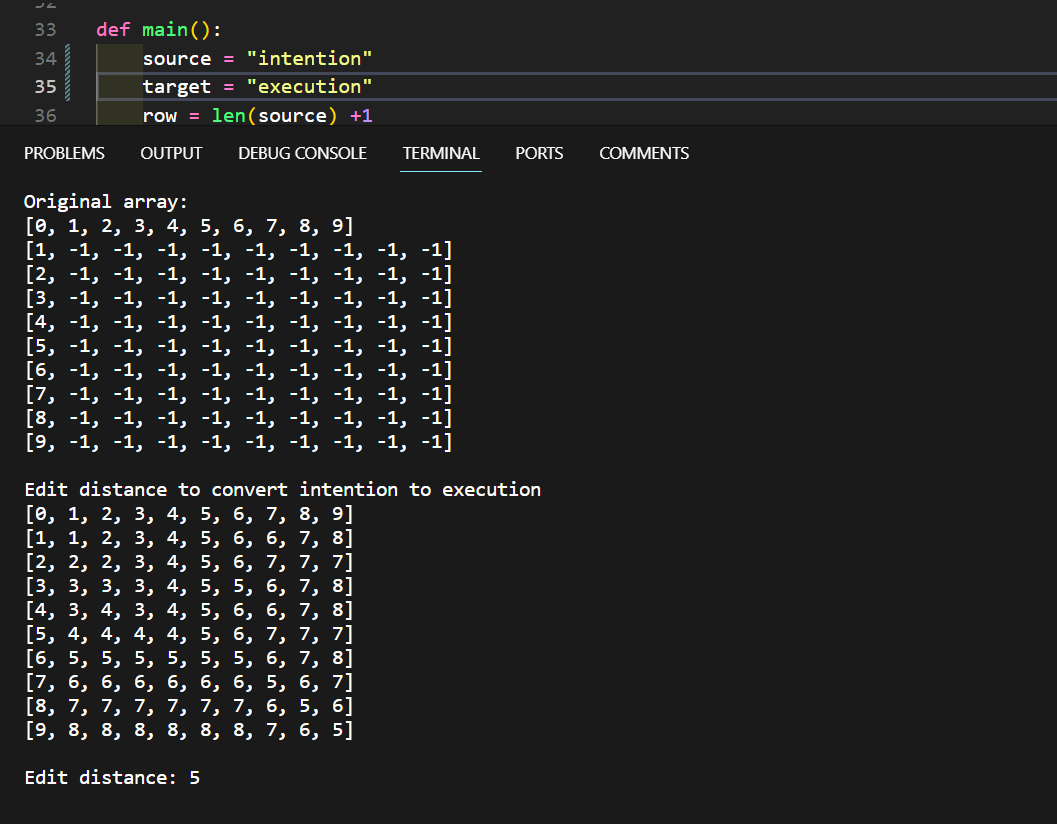 32
33 def main():
34 source = "intention"
35 target = "execution"
36 row = len(source) +1
PROBLEMS OUTPUT DEBUG CONSOLE TERMINAL PORTS COMMENTS
Original array:
[0, 1, 2, 3, 4, 5, 6, 7, 8, 9]
[1, -1, -1, -1, -1, -1, -1, -1, -1, -1]
[2, -1, -1, -1, -1, -1, -1, -1, -1, -1]
[3, -1, -1, -1, -1, -1, -1, -1, -1, -1]
[4, -1, -1, -1, -1, -1, -1, -1, -1, -1]
[5, -1, -1, -1, -1, -1, -1, -1, -1, -1]
[6, -1, -1, -1, -1, -1, -1, -1, -1, -1]
[7, -1, -1, -1, -1, -1, -1, -1, -1, -1]
[8, -1, -1, -1, -1, -1, -1, -1, -1, -1]
[9, -1, -1, -1, -1, -1, -1, -1, -1, -1]
Edit distance to convert intention to execution
[0, 1, 2, 3, 4, 5, 6, 7, 8, 9]
[1, 1, 2, 3, 4, 5, 6, 6, 7, 8]
[2, 2, 2, 3, 4, 5, 6, 7, 7, 7]
[3, 3, 3, 3, 4, 5, 5, 6, 7, 8]
[4, 3, 4, 3, 4, 5, 6, 6, 7, 8]
[5, 4, 4, 4, 4, 5, 6, 7, 7, 7]
[6, 5, 5, 5, 5, 5, 5, 6, 7, 8]
[7, 6, 6, 6, 6, 6, 6, 5, 6, 7]
[8, 7, 7, 7, 7, 7, 7, 6, 5, 6]
[9, 8, 8, 8, 8, 8, 8, 7, 6, 5]
Edit distance: 5